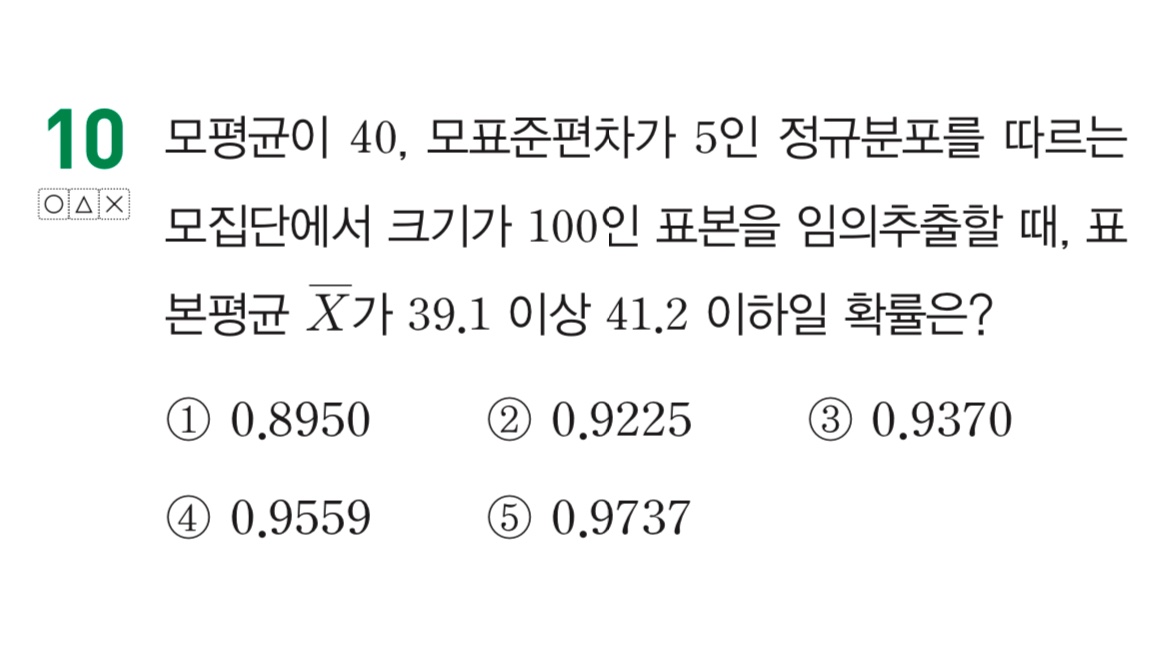 10 모평균이 40, 모표준편차가 5인 정규분포를 따르는
○△× 모집단에서 크기가 100인 표본을 임의추출할 때, 표
본평균 $\overline{X}$가 39.1 이상 41.2 이하일 확률은?
① 0.8950 ② 0.9225 ③ 0.9370
④ 0.9559 ⑤ 0.9737